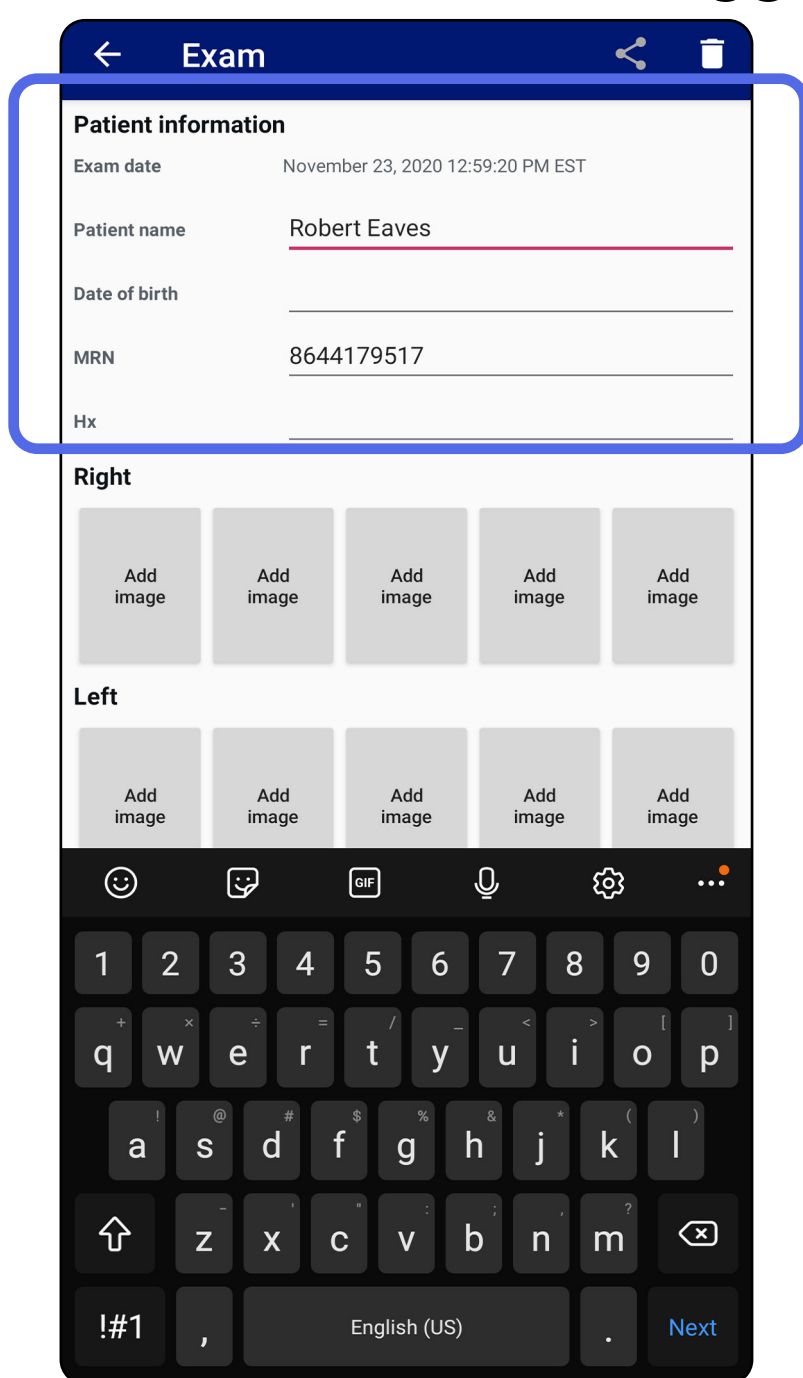 Exam
Patient information
Exam date November 23, 2020 12:59:20 PM EST
Patient name Robert Eaves
Date of birth
MRN 8644179517
Hx
Right
Add image Add image Add image Add image Add image
Left
Add image Add image Add image Add image Add image
GIF
1 2 3 4 5 6 7 8 9 0
+ × ÷ = / _ < > [ ]
q w e r t y u i o p
! @ # $ % & * ( )
a s d f g h j k l
- ' " : ; , ?
z x c v b n m
!#1 , English (US) . Next